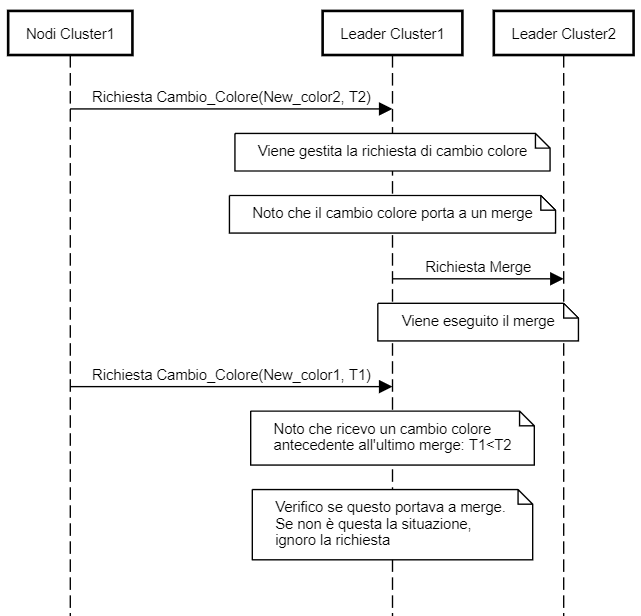 Nodi Cluster1
Leader Cluster1
Leader Cluster2
Richiesta Cambio_Colore(New_color2, T2)
Viene gestita la richiesta di cambio colore
Noto che il cambio colore porta a un merge
Richiesta Merge
Viene eseguito il merge
Richiesta Cambio_Colore(New_color1, T1)
Noto che ricevo un cambio colore
antecedente all'ultimo merge: T1<T2
Verifico se questo portava a merge.
Se non è questa la situazione,
ignoro la richiesta